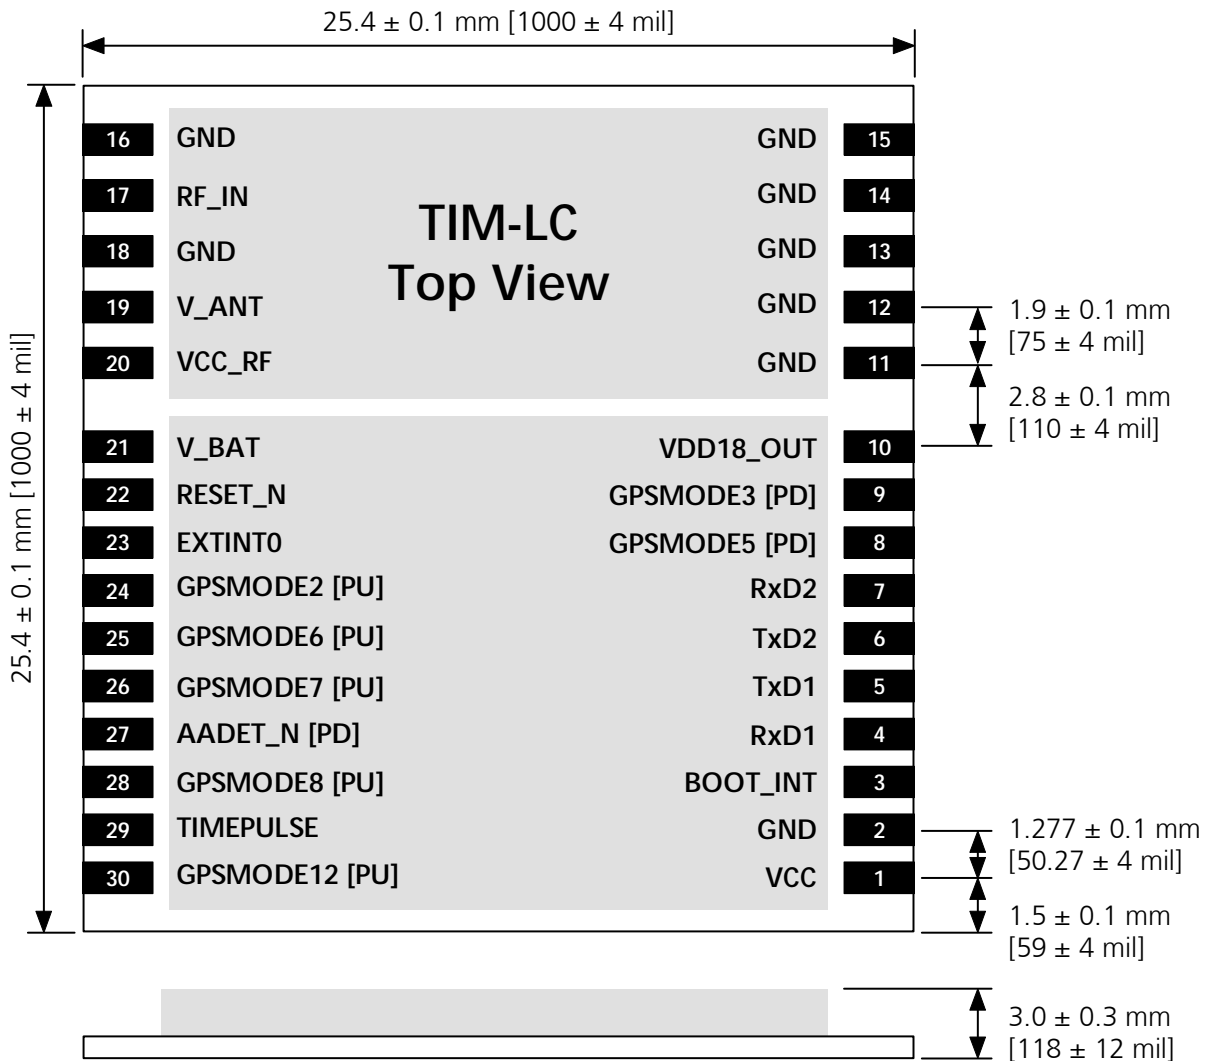 25.4 ± 0.1 mm [1000 ± 4 mil]
25.4 ± 0.1 mm [1000 ± 4 mil]
TIM-LC
Top View
16 GND
17 RF_IN
18 GND
19 V_ANT
20 VCC_RF
21 V_BAT
22 RESET_N
23 EXTINT0
24 GPSMODE2 [PU]
25 GPSMODE6 [PU]
26 GPSMODE7 [PU]
27 AADET_N [PD]
28 GPSMODE8 [PU]
29 TIMEPULSE
30 GPSMODE12 [PU]
GND 15
GND 14
GND 13
GND 12
GND 11
VDD18_OUT 10
GPSMODE3 [PD] 9
GPSMODE5 [PD] 8
RxD2 7
TxD2 6
TxD1 5
RxD1 4
BOOT_INT 3
GND 2
VCC 1
1.9 ± 0.1 mm
[75 ± 4 mil]
2.8 ± 0.1 mm
[110 ± 4 mil]
1.277 ± 0.1 mm
[50.27 ± 4 mil]
1.5 ± 0.1 mm
[59 ± 4 mil]
3.0 ± 0.3 mm
[118 ± 12 mil]